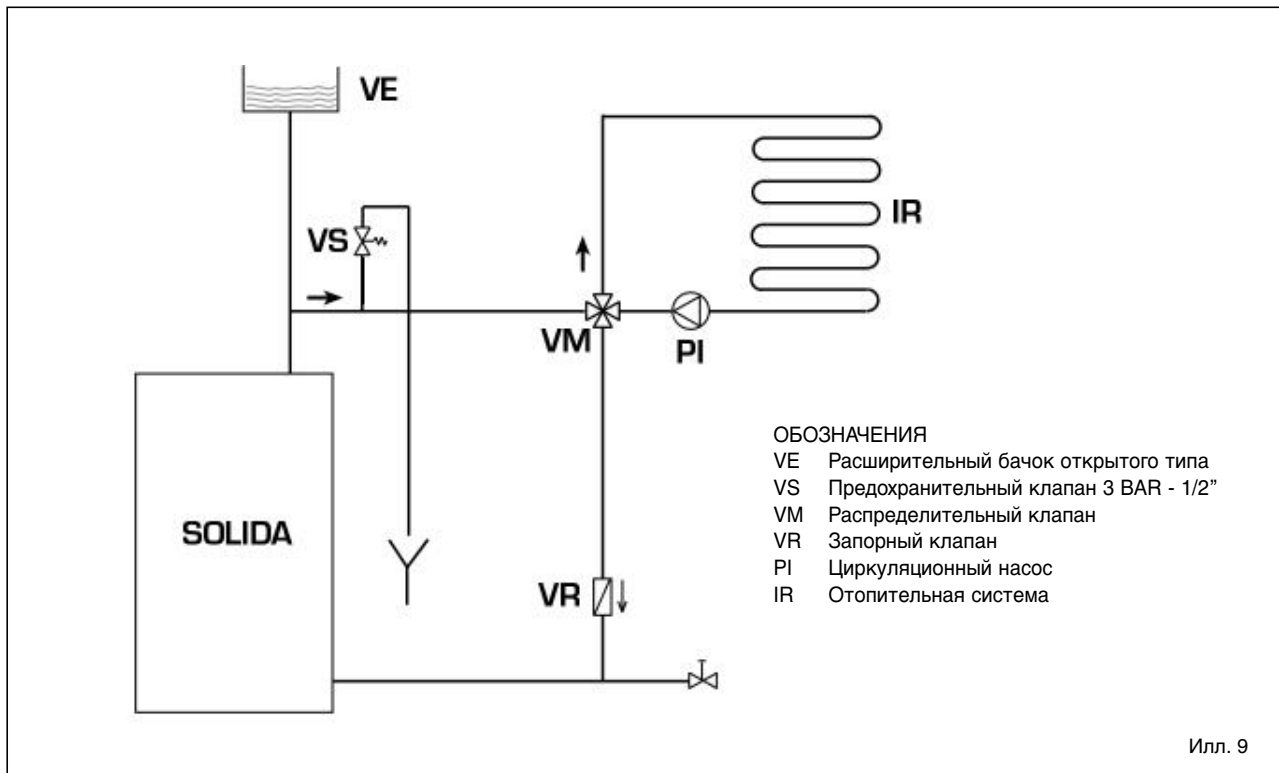 VE
VS
IR
VM
PI
SOLIDA
VR
ОБОЗНАЧЕНИЯ
VE Расширительный бачок открытого типа
VS Предохранительный клапан 3 BAR - 1/2”
VM Распределительный клапан
VR Запорный клапан
PI Циркуляционный насос
IR Отопительная система
Илл. 9